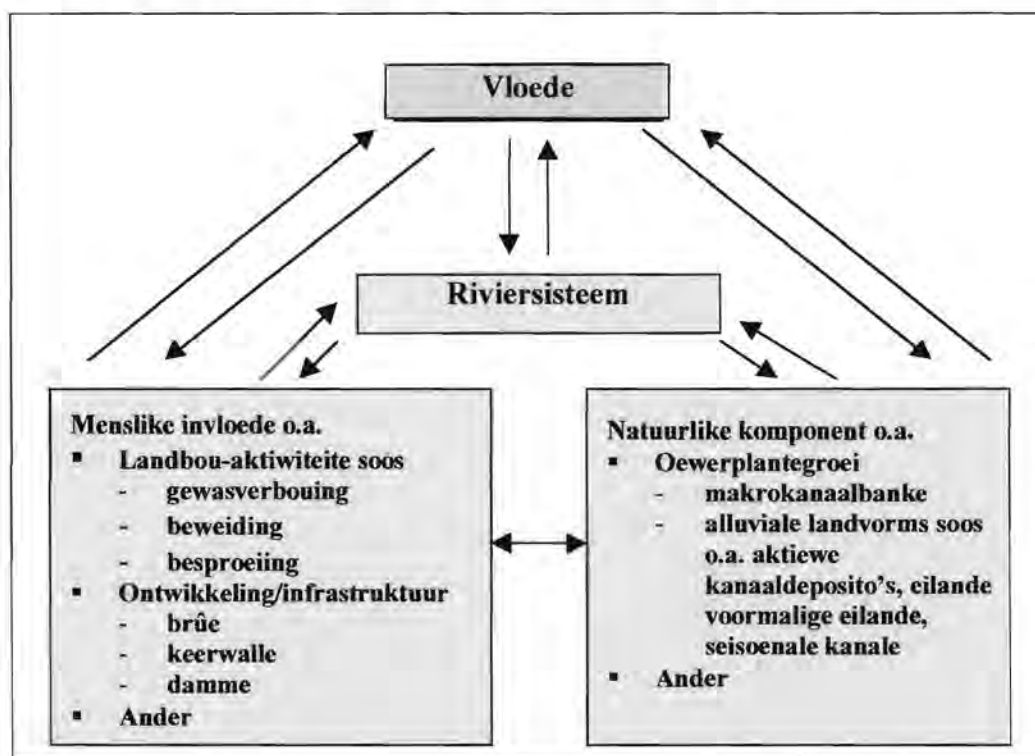 Vloede
Riviersisteem
Menslike invloede o.a.
▪ Landbou-aktiwiteite soos
- gewasverbouing
- beweiding
- besproeiing
▪ Ontwikkeling/infrastruktuur
- brûe
- keerwalle
- damme
▪ Ander
Natuurlike komponent o.a.
▪ Oewerplantegroei
- makrokanaalbanke
- alluviale landvorms soos
o.a. aktiewe
kanaaldeposito's, eilande
voormalige eilande,
seisoenale kanale
▪ Ander